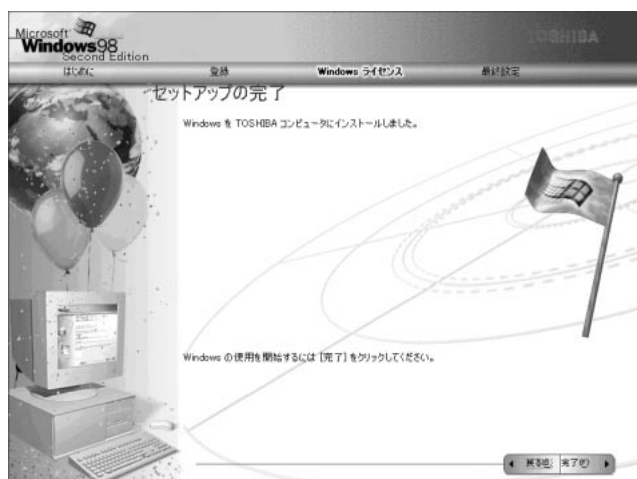 Microsoft
Windows98
Second Edition
TOSHIBA
はじめに
登録
Windows ライセンス
最終設定
セットアップの完了
Windows を TOSHIBA コンピュータにインストールしました。
Windows の使用を開始するには [完了] をクリックしてください。
戻る(B)
完了(F)